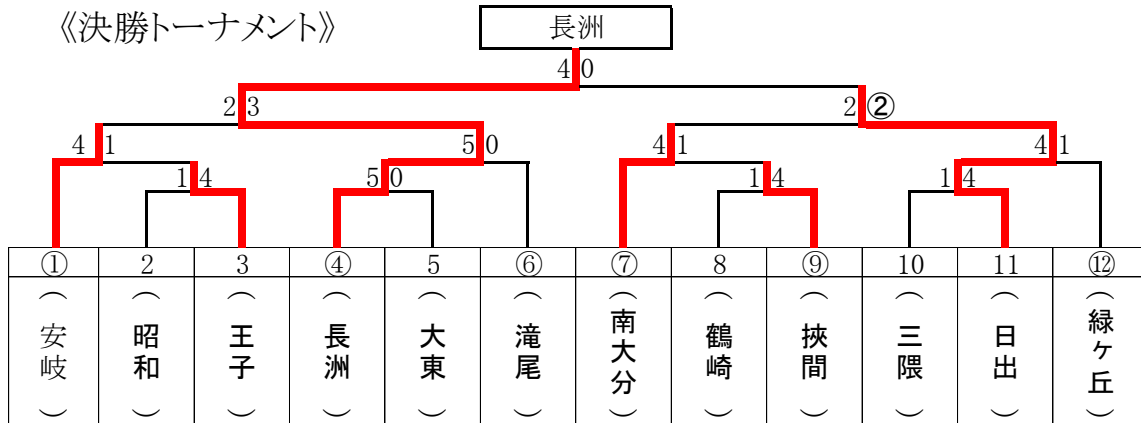 《決勝トーナメント》
長洲
4 0
2 3
2 ②
4 1
5 0
4 1
4 1
1 4
5 0
1 4
1 4
① 2 3 ④ 5 ⑥ ⑦ 8 ⑨ 10 11 ⑫
(安岐)
(昭和)
(王子)
(長洲)
(大東)
(滝尾)
(南大分)
(鶴崎)
(挾間)
(三隈)
(日出)
(緑ヶ丘)